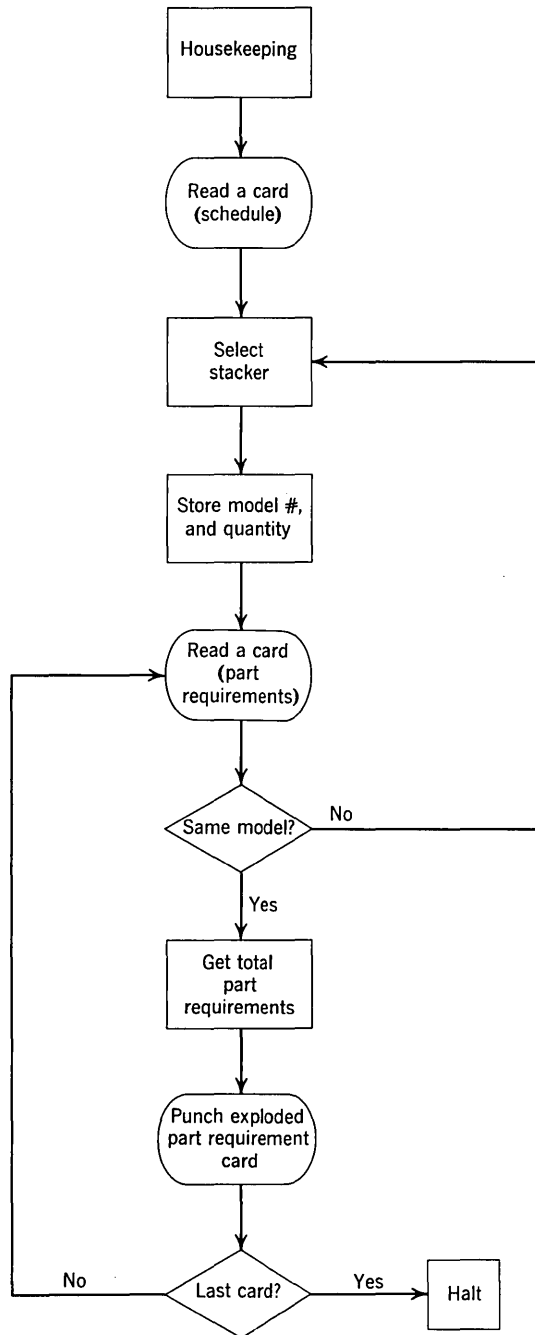 Housekeeping
Read a card
(schedule)
Select
stacker
Store model #,
and quantity
Read a card
(part
requirements)
Same model?
No
Yes
Get total
part
requirements
Punch exploded
part requirement
card
No
Last card?
Yes
Halt